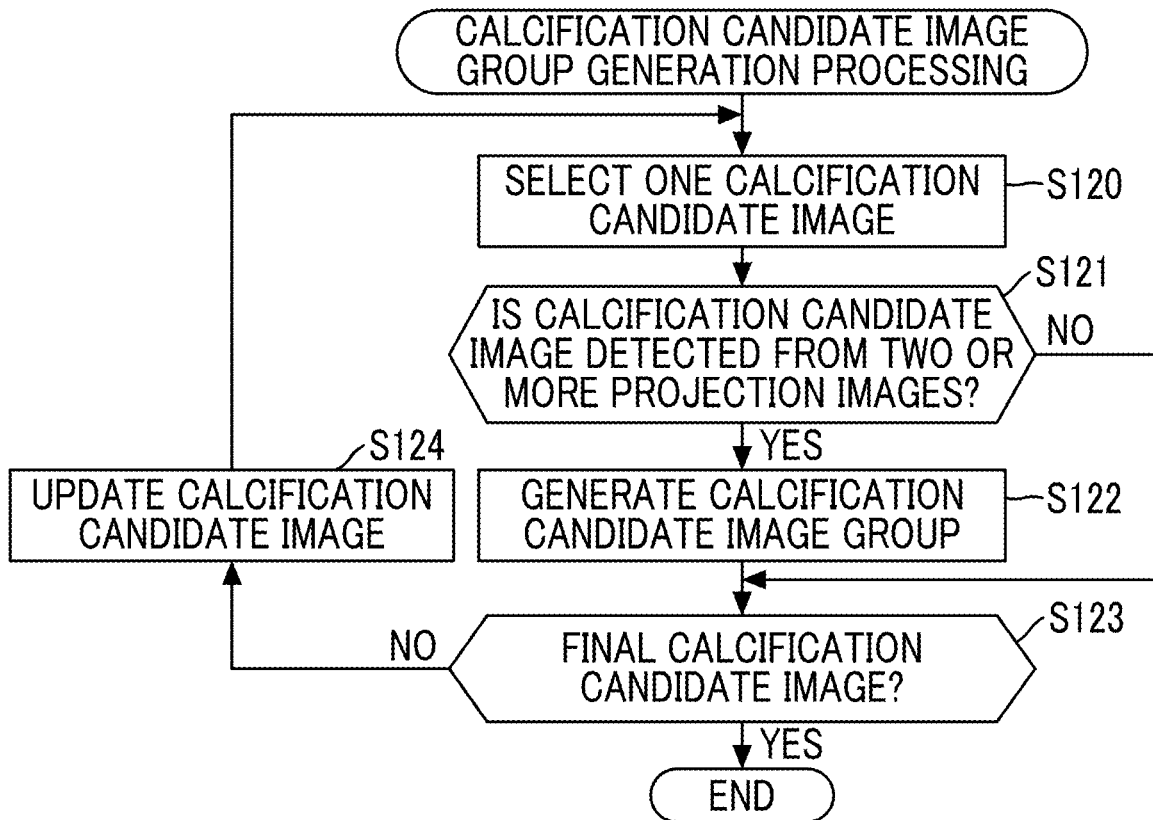 CALCIFICATION CANDIDATE IMAGE
GROUP GENERATION PROCESSING
SELECT ONE CALCIFICATION
CANDIDATE IMAGE
S120
S121
IS CALCIFICATION CANDIDATE
IMAGE DETECTED FROM TWO OR
MORE PROJECTION IMAGES?
NO
YES
S124
UPDATE CALCIFICATION
CANDIDATE IMAGE
GENERATE CALCIFICATION
CANDIDATE IMAGE GROUP
S122
S123
NO
FINAL CALCIFICATION
CANDIDATE IMAGE?
YES
END